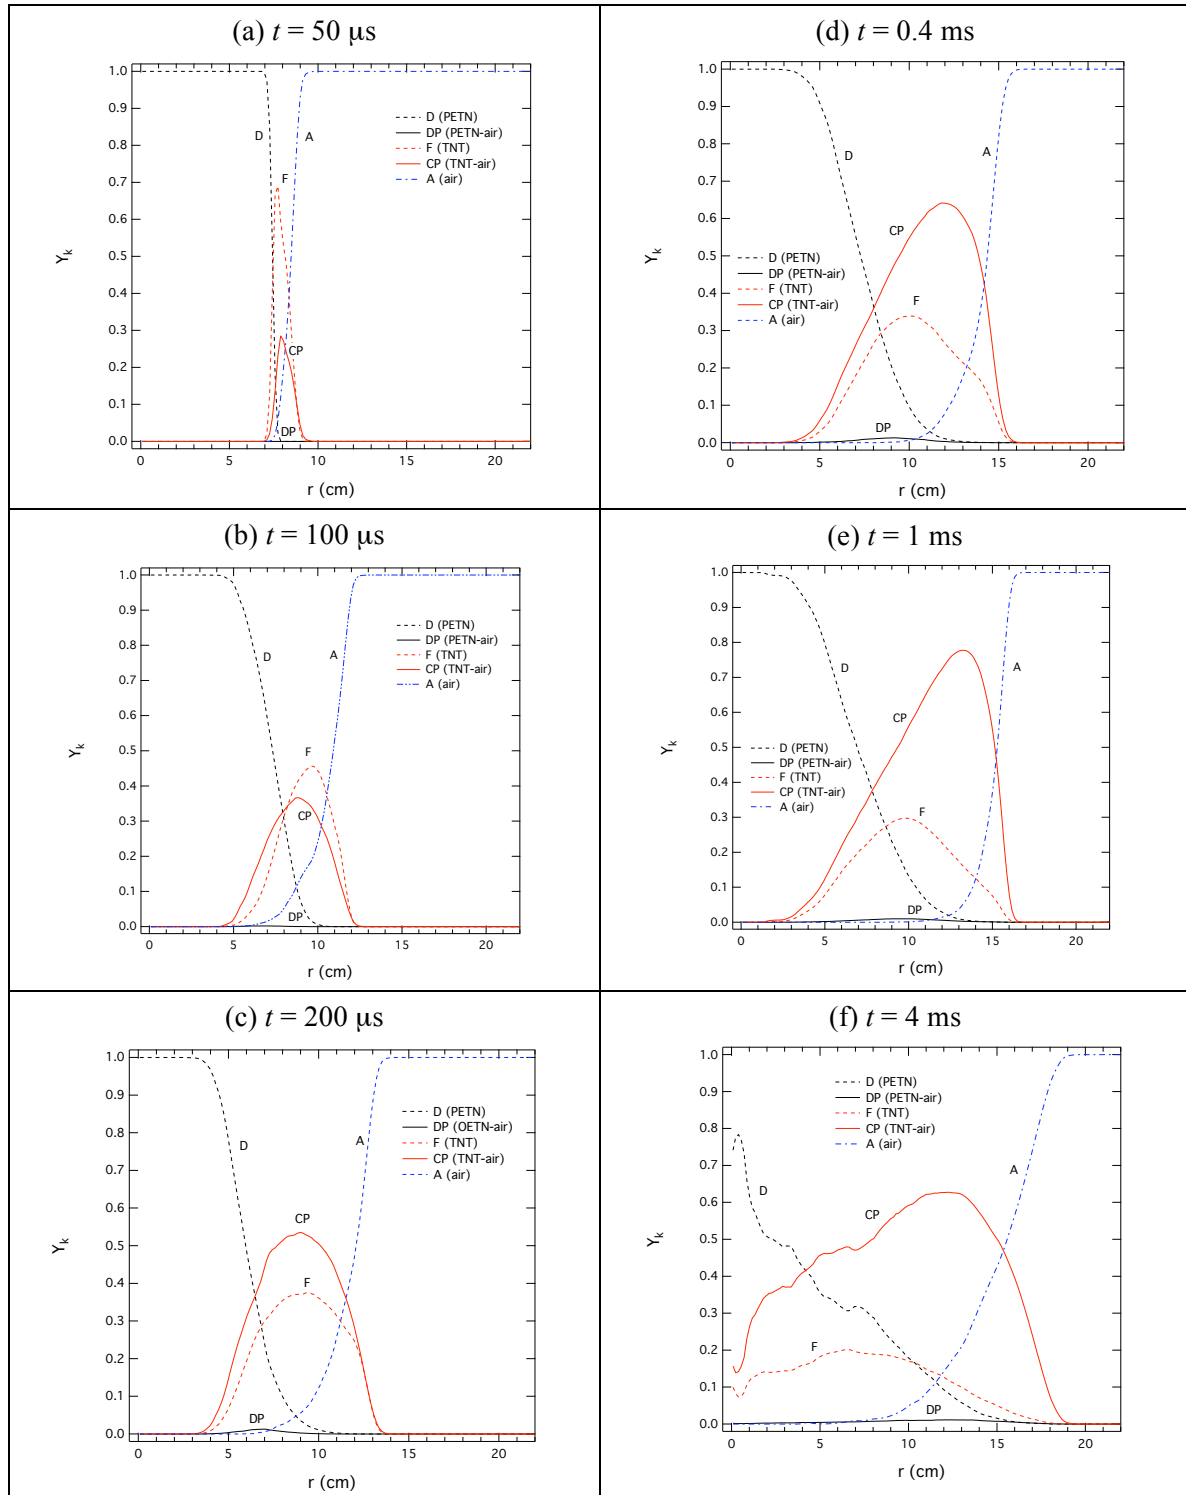 (a) t = 50 μs
1.0
0.9
0.8
0.7
0.6
0.5
0.4
0.3
0.2
0.1
0.0
Y_k
D
A
F
CP
DP
D (PETN)
DP (PETN-air)
F (TNT)
CP (TNT-air)
A (air)
0 5 10 15 20
r (cm)
(d) t = 0.4 ms
1.0
0.9
0.8
0.7
0.6
0.5
0.4
0.3
0.2
0.1
0.0
Y_k
D
A
CP
F
DP
D (PETN)
DP (PETN-air)
F (TNT)
CP (TNT-air)
A (air)
0 5 10 15 20
r (cm)
(b) t = 100 μs
1.0
0.9
0.8
0.7
0.6
0.5
0.4
0.3
0.2
0.1
0.0
Y_k
D
A
F
CP
DP
D (PETN)
DP (PETN-air)
F (TNT)
CP (TNT-air)
A (air)
0 5 10 15 20
r (cm)
(e) t = 1 ms
1.0
0.9
0.8
0.7
0.6
0.5
0.4
0.3
0.2
0.1
0.0
Y_k
D
A
CP
F
DP
D (PETN)
DP (PETN-air)
F (TNT)
CP (TNT-air)
A (air)
0 5 10 15 20
r (cm)
(c) t = 200 μs
1.0
0.9
0.8
0.7
0.6
0.5
0.4
0.3
0.2
0.1
0.0
Y_k
D
A
CP
F
DP
D (PETN)
DP (OETN-air)
F (TNT)
CP (TNT-air)
A (air)
0 5 10 15 20
r (cm)
(f) t = 4 ms
1.0
0.9
0.8
0.7
0.6
0.5
0.4
0.3
0.2
0.1
0.0
Y_k
D
CP
A
F
DP
D (PETN)
DP (PETN-air)
F (TNT)
CP (TNT-air)
A (air)
0 5 10 15 20
r (cm)